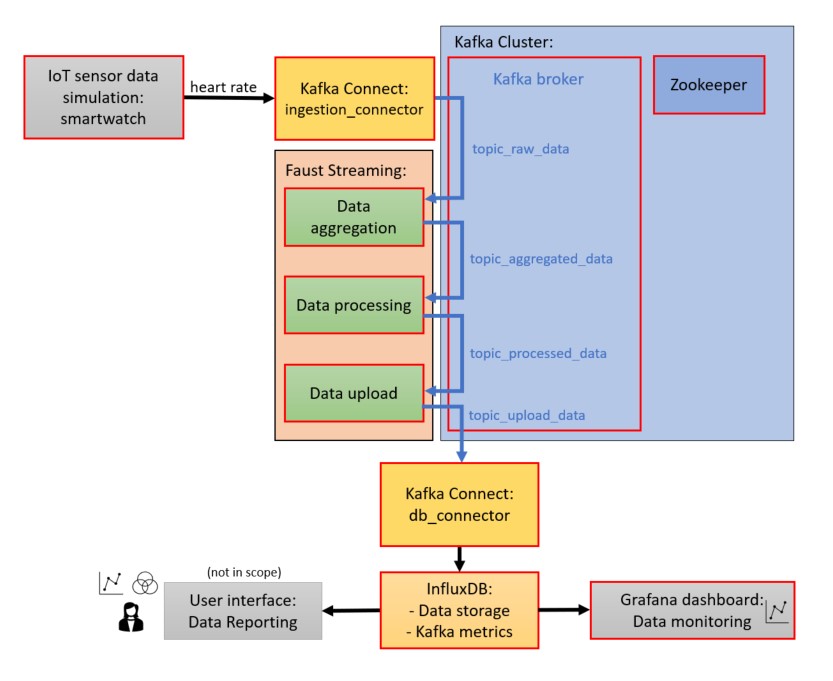 Kafka Cluster:
IoT sensor data
simulation:
smartwatch
heart rate
Kafka Connect:
ingestion_connector
Kafka broker
Zookeeper
topic_raw_data
Faust Streaming:
Data
aggregation
topic_aggregated_data
Data processing
topic_processed_data
Data upload
topic_upload_data
Kafka Connect:
db_connector
(not in scope)
User interface:
Data Reporting
InfluxDB:
- Data storage
- Kafka metrics
Grafana dashboard:
Data monitoring